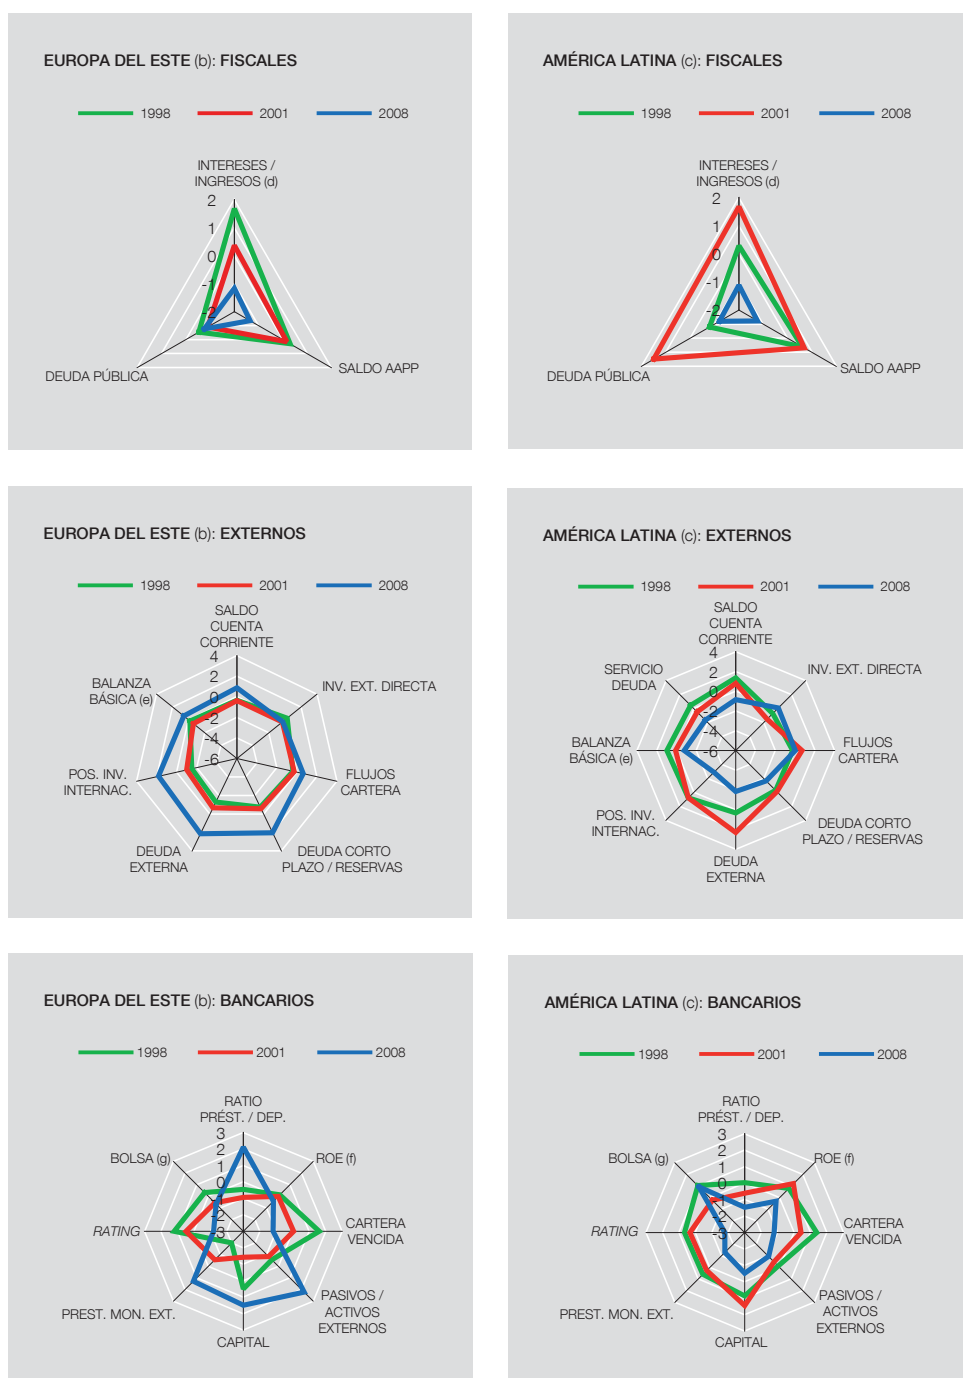 EUROPA DEL ESTE (b): FISCALES
1998 2001 2008
INTERESES /
INGRESOS (d)
2
1
0
-1
-2
DEUDA PÚBLICA
SALDO AAPP
AMÉRICA LATINA (c): FISCALES
1998 2001 2008
INTERESES /
INGRESOS (d)
2
1
0
-1
-2
DEUDA PÚBLICA
SALDO AAPP
EUROPA DEL ESTE (b): EXTERNOS
1998 2001 2008
SALDO
CUENTA
CORRIENTE
4
2
0
-2
-4
-6
INV. EXT. DIRECTA
FLUJOS
CARTERA
DEUDA CORTO
PLAZO / RESERVAS
DEUDA
EXTERNA
POS. INV.
INTERNAC.
BALANZA
BÁSICA (e)
AMÉRICA LATINA (c): EXTERNOS
1998 2001 2008
SALDO
CUENTA
CORRIENTE
4
2
0
-2
-4
-6
INV. EXT. DIRECTA
FLUJOS
CARTERA
DEUDA CORTO
PLAZO / RESERVAS
DEUDA
EXTERNA
POS. INV.
INTERNAC.
BALANZA
BÁSICA (e)
SERVICIO
DEUDA
EUROPA DEL ESTE (b): BANCARIOS
1998 2001 2008
RATIO
PRÉST. / DEP.
3
2
1
0
-1
-2
-3
ROE (f)
CARTERA
VENCIDA
PASIVOS /
ACTIVOS
EXTERNOS
CAPITAL
PREST. MON. EXT.
RATING
BOLSA (g)
AMÉRICA LATINA (c): BANCARIOS
1998 2001 2008
RATIO
PRÉST. / DEP.
3
2
1
0
-1
-2
-3
ROE (f)
CARTERA
VENCIDA
PASIVOS /
ACTIVOS
EXTERNOS
CAPITAL
PREST. MON. EXT.
RATING
BOLSA (g)